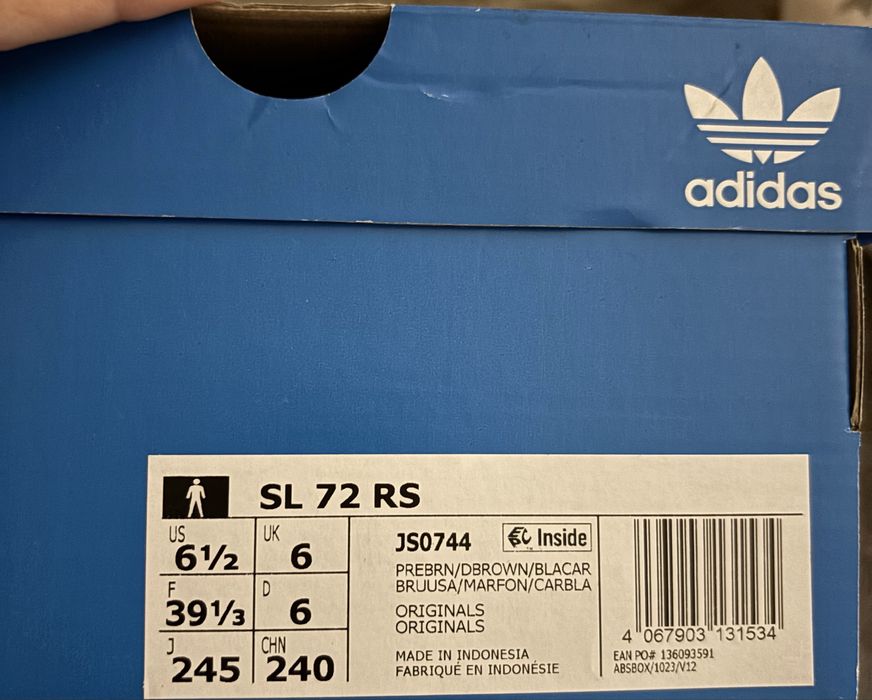 adidas
SL 72 RS
US 6½ UK 6
F 39⅓ D 6
J 245 CHN 240
JS0744 Inside
PREBRN/DBROWN/BLACAR
BRUUSA/MARFON/CARBLA
ORIGINALS
ORIGINALS
MADE IN INDONESIA
FABRIQUÉ EN INDONÉSIE
4 067903 131534
EAN PO# 136093591
ABSBOX/1023/V12